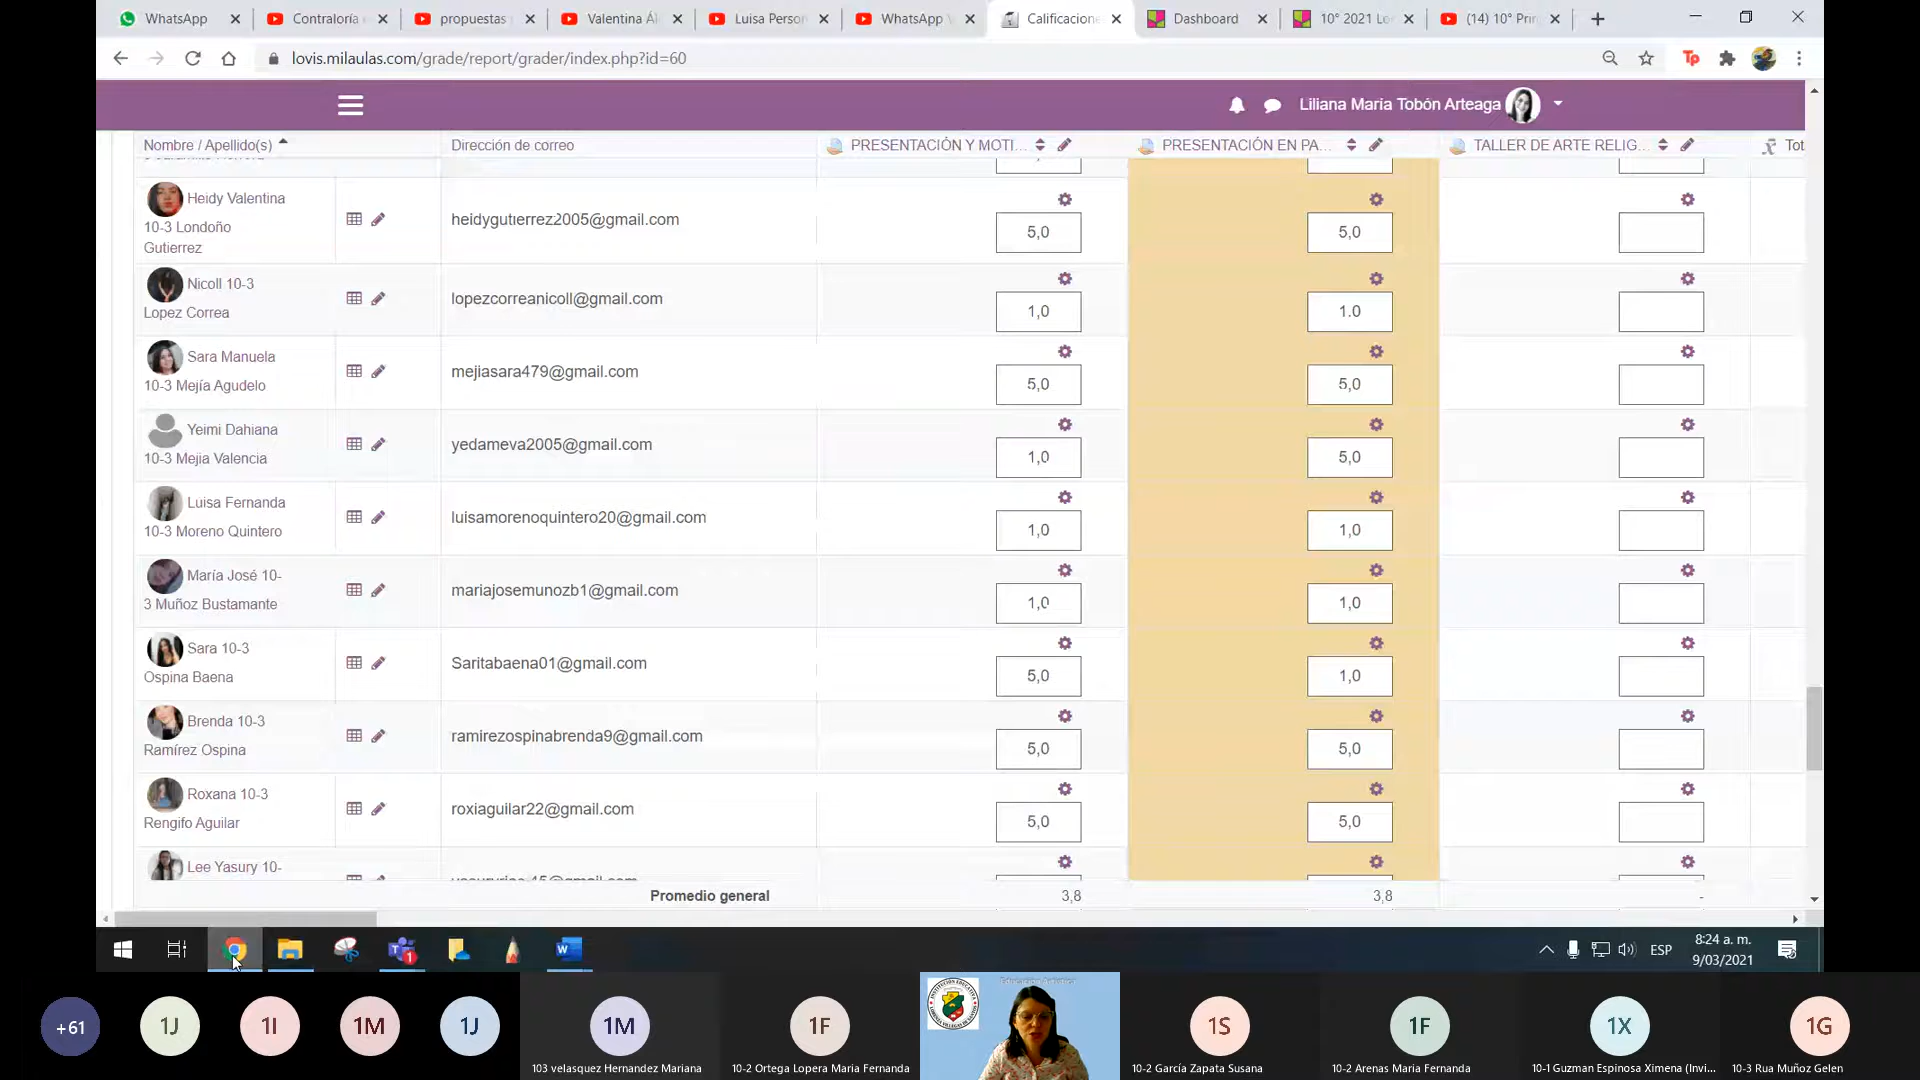 WhatsApp
Contraloría e
propuestas
Valentina Ál
Luisa Person
WhatsApp V
Calificacione
Dashboard
10° 2021 Lo
(14) 10° Prin
lovis.milaulas.com/grade/report/grader/index.php?id=60
Tp
Liliana Maria Tobón Arteaga
Nombre / Apellido(s)
Dirección de correo
PRESENTACIÓN Y MOTI...
PRESENTACIÓN EN PA...
TALLER DE ARTE RELIG...
Tot
Heidy Valentina
10-3 Londoño
Gutierrez
heidygutierrez2005@gmail.com
5,0
5,0
Nicoll 10-3
Lopez Correa
lopezcorreanicoll@gmail.com
1,0
1.0
Sara Manuela
10-3 Mejía Agudelo
mejiasara479@gmail.com
5,0
5,0
Yeimi Dahiana
10-3 Mejia Valencia
yedameva2005@gmail.com
1,0
5,0
Luisa Fernanda
10-3 Moreno Quintero
luisamorenoquintero20@gmail.com
1,0
1,0
María José 10-
3 Muñoz Bustamante
mariajosemunozb1@gmail.com
1,0
1,0
Sara 10-3
Ospina Baena
Saritabaena01@gmail.com
5,0
1,0
Brenda 10-3
Ramírez Ospina
ramirezospinabrenda9@gmail.com
5,0
5,0
Roxana 10-3
Rengifo Aguilar
roxiaguilar22@gmail.com
5,0
5,0
Lee Yasury 10-
Promedio general
3,8
3,8
-
ESP
8:24 a. m.
9/03/2021
+61
1J
1I
1M
1J
1M
103 velasquez Hernandez Mariana
1F
10-2 Ortega Lopera Maria Fernanda
1S
10-2 García Zapata Susana
1F
10-2 Arenas Maria Fernanda
1X
10-1 Guzman Espinosa Ximena (Invi...
1G
10-3 Rua Muñoz Gelen